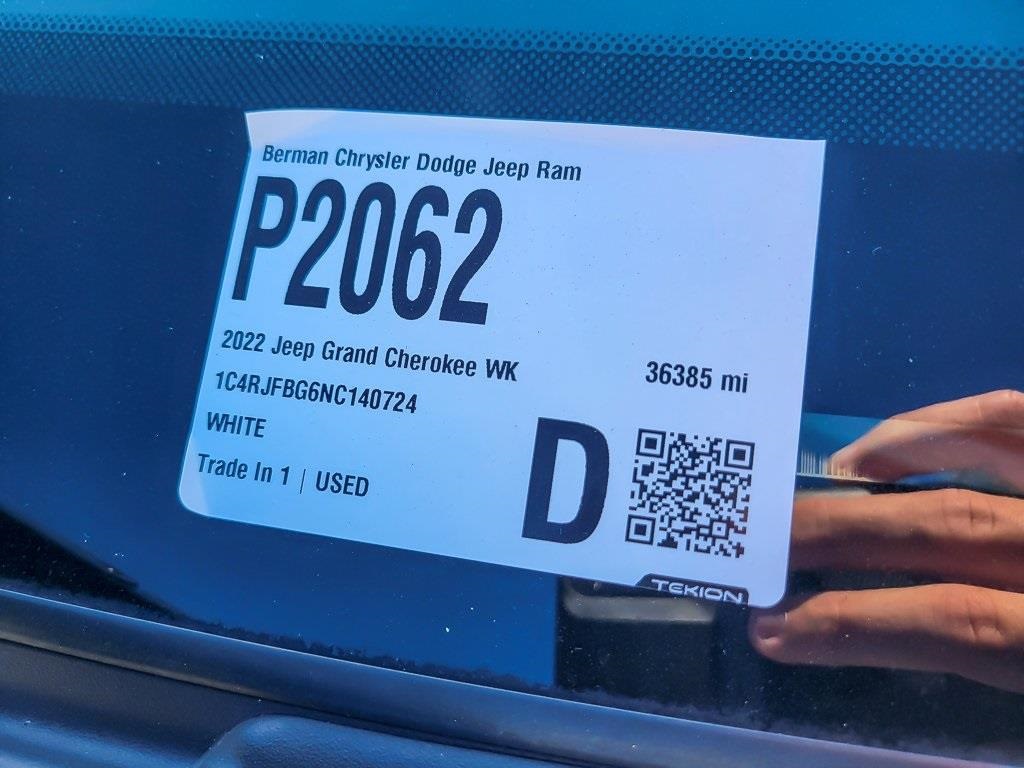 Berman Chrysler Dodge Jeep Ram
P2062
2022 Jeep Grand Cherokee WK
36385 mi
1C4RJFBG6NC140724
WHITE
Trade In 1 | USED
D
TEKION